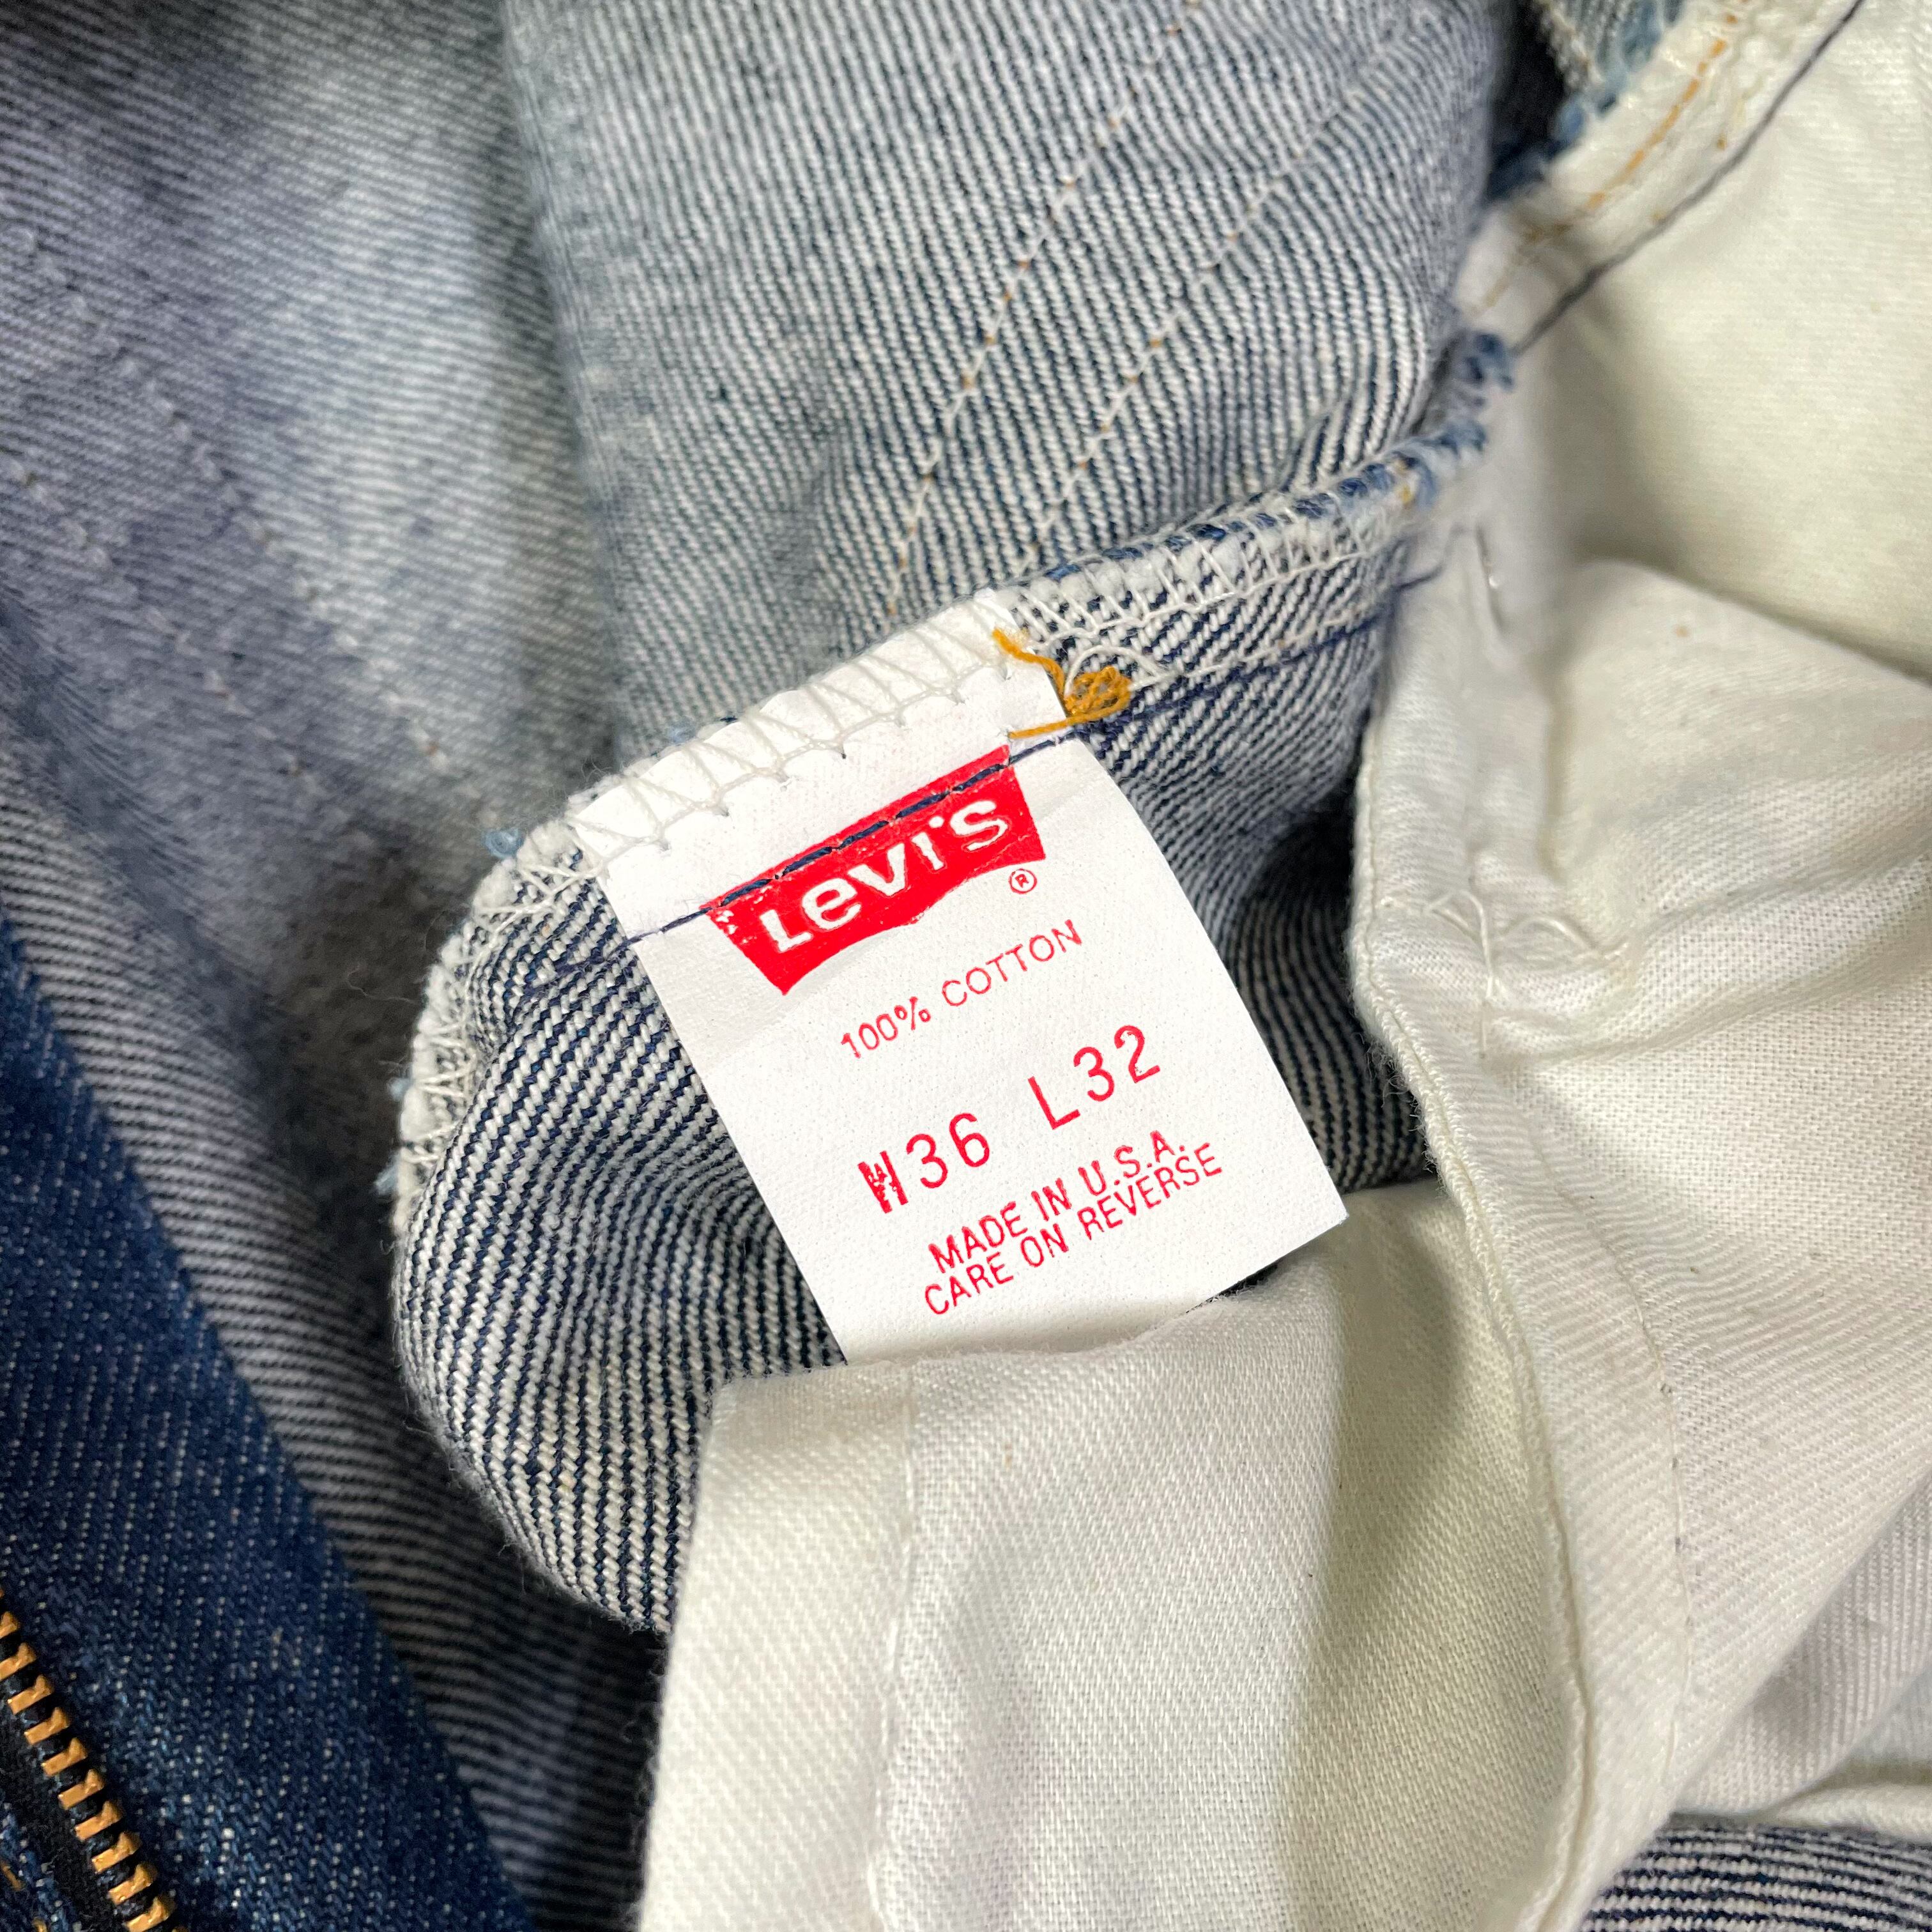 Levi's®
100% COTTON
W36 L32
MADE IN U.S.A.
CARE ON REVERSE